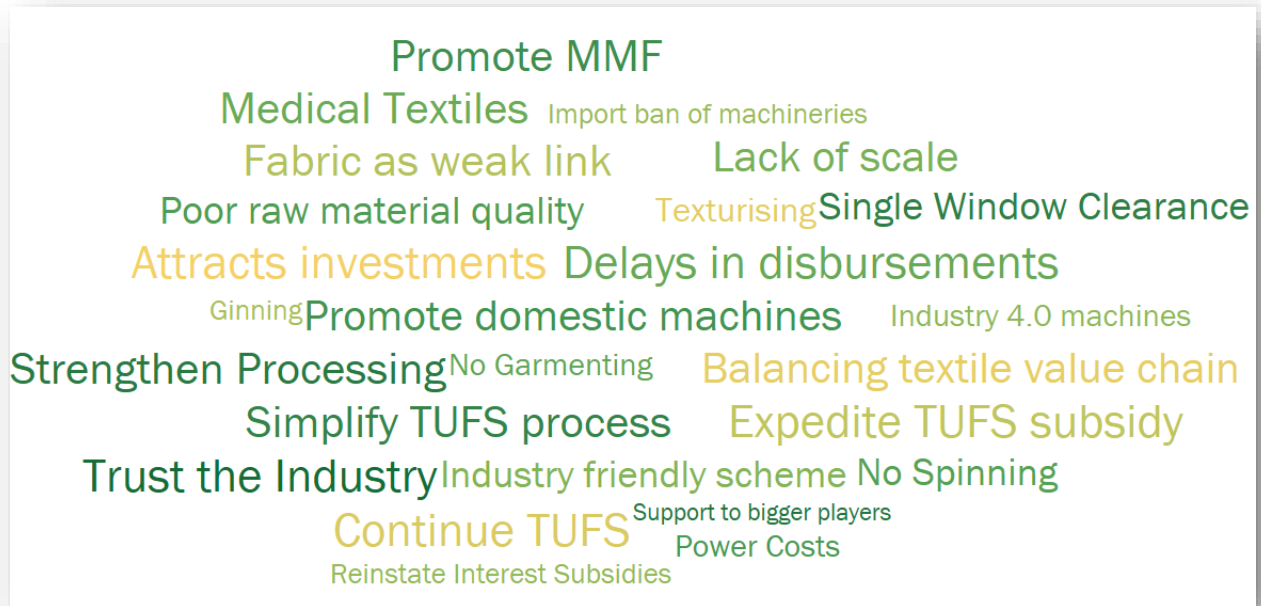 Promote MMF
Medical Textiles Import ban of machineries
Fabric as weak link Lack of scale
Poor raw material quality Texturising Single Window Clearance
Attracts investments Delays in disbursements
Ginning Promote domestic machines Industry 4.0 machines
Strengthen Processing No Garmenting Balancing textile value chain
Simplify TUFS process Expedite TUFS subsidy
Trust the Industry Industry friendly scheme No Spinning
Continue TUFS Support to bigger players
Power Costs
Reinstate Interest Subsidies